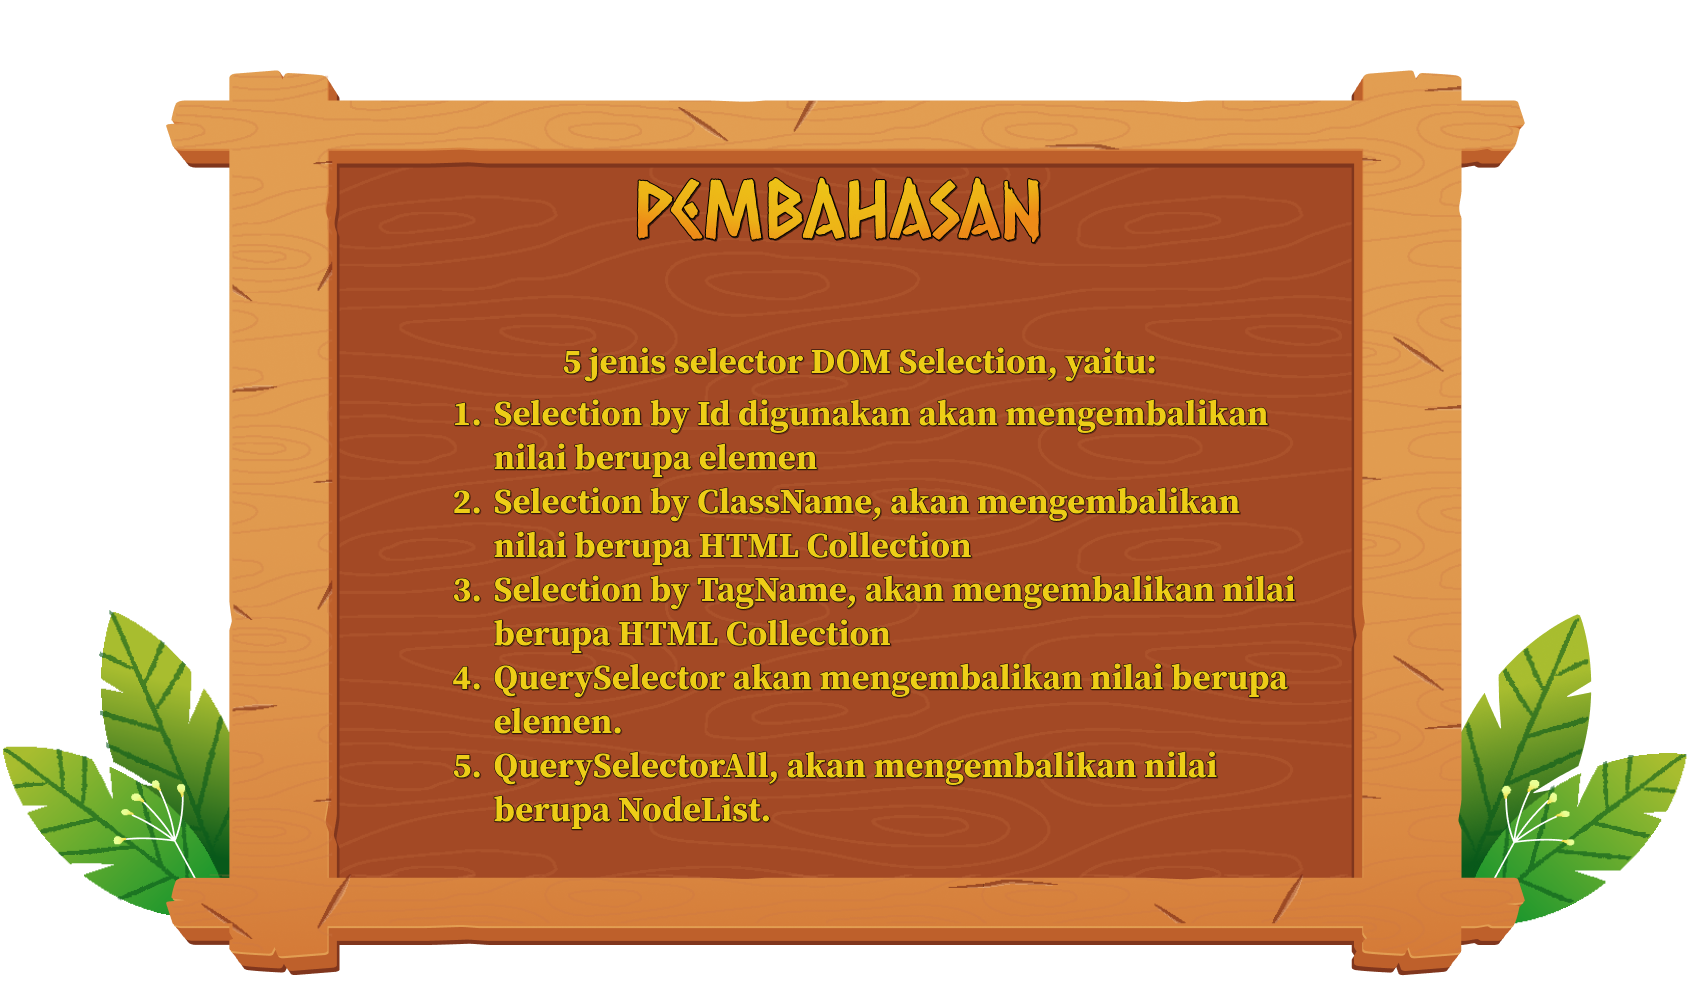 PEMBAHASAN
5 jenis selector DOM Selection, yaitu:
1. Selection by Id digunakan akan mengembalikan
nilai berupa elemen
2. Selection by ClassName, akan mengembalikan
nilai berupa HTML Collection
3. Selection by TagName, akan mengembalikan nilai
berupa HTML Collection
4. QuerySelector akan mengembalikan nilai berupa
elemen.
5. QuerySelectorAll, akan mengembalikan nilai
berupa NodeList.